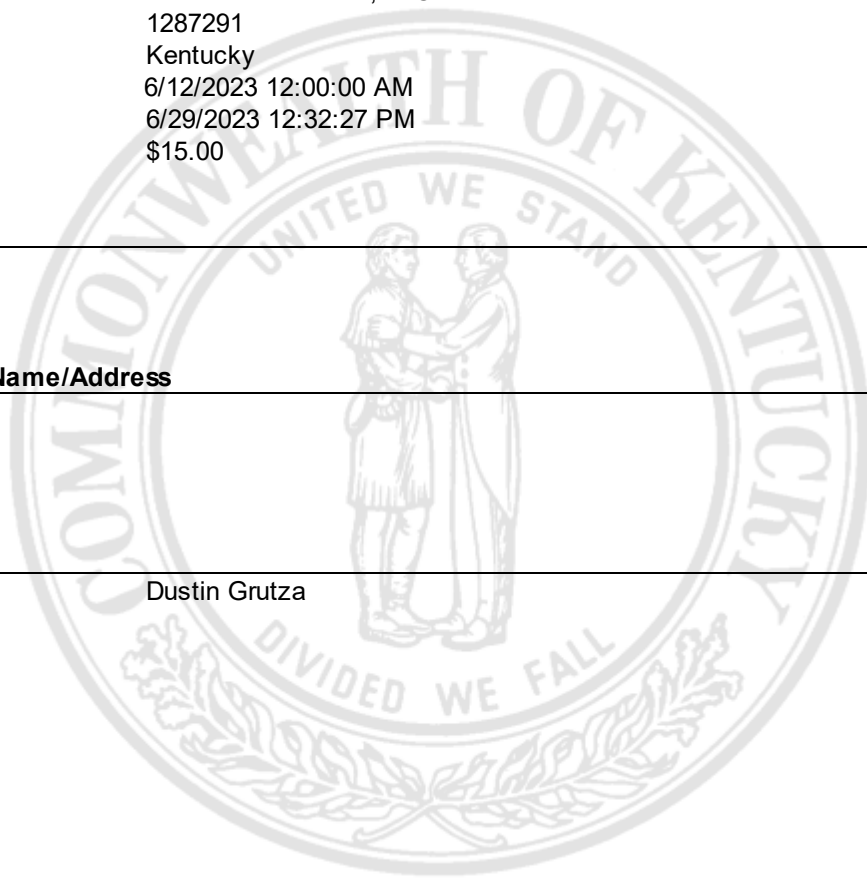 1287291
Kentucky
6/12/2023 12:00:00 AM
6/29/2023 12:32:27 PM
$15.00
COMMONWEALTH OF KENTUCKY
UNITED WE STAND
Name/Address
Dustin Grutza
DIVIDED WE FALL